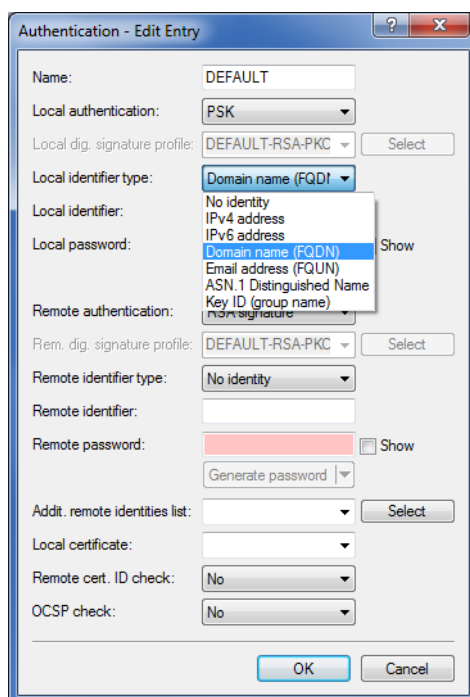 Authentication - Edit Entry
Name: DEFAULT
Local authentication: PSK
Local dig. signature profile: DEFAULT-RSA-PKC Select
Local identifier type: Domain name (FQDN
No identity
IPv4 address
Local identifier:
IPv6 address
Domain name (FQDN)
Local password: Show
Email address (FQUN)
ASN.1 Distinguished Name
Key ID (group name)
Remote authentication: RSA signature
Rem. dig. signature profile: DEFAULT-RSA-PKC Select
Remote identifier type: No identity
Remote identifier:
Remote password: Show
Generate password
Addit. remote identities list: Select
Local certificate:
Remote cert. ID check: No
OCSP check: No
OK Cancel